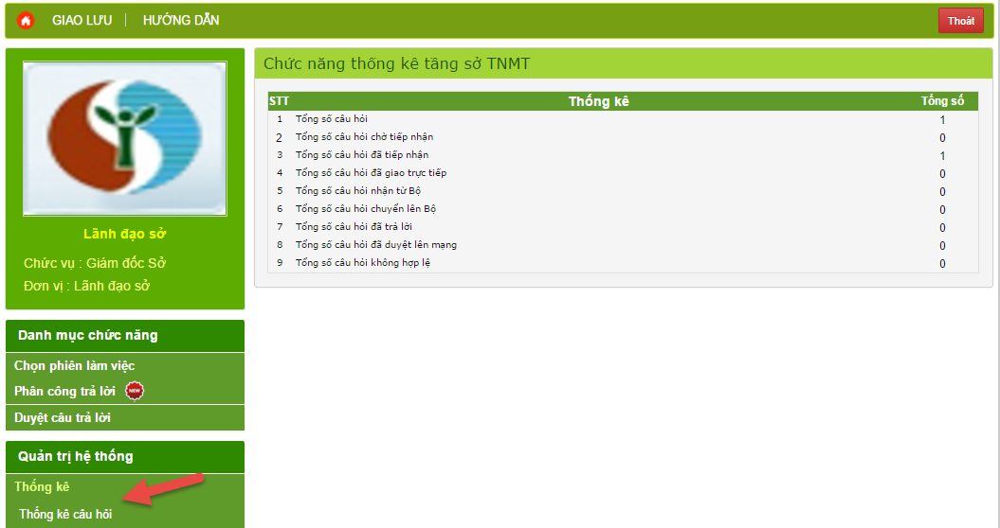 GIAO LƯU | HƯỚNG DẪN Thoát
Chức năng thống kê tầng sở TNMT
STT Thống kê Tổng số
1 Tổng số câu hỏi 1
2 Tổng số câu hỏi chờ tiếp nhận 0
3 Tổng số câu hỏi đã tiếp nhận 1
4 Tổng số câu hỏi đã giao trực tiếp 0
5 Tổng số câu hỏi nhận từ Bộ 0
6 Tổng số câu hỏi chuyển lên Bộ 0
7 Tổng số câu hỏi đã trả lời 0
8 Tổng số câu hỏi đã duyệt lên mạng 0
9 Tổng số câu hỏi không hợp lệ 0
Lãnh đạo sở
Chức vụ : Giám đốc Sở
Đơn vị : Lãnh đạo sở
Danh mục chức năng
Chọn phiên làm việc
Phân công trả lời NEW
Duyệt câu trả lời
Quản trị hệ thống
Thống kê
Thống kê câu hỏi